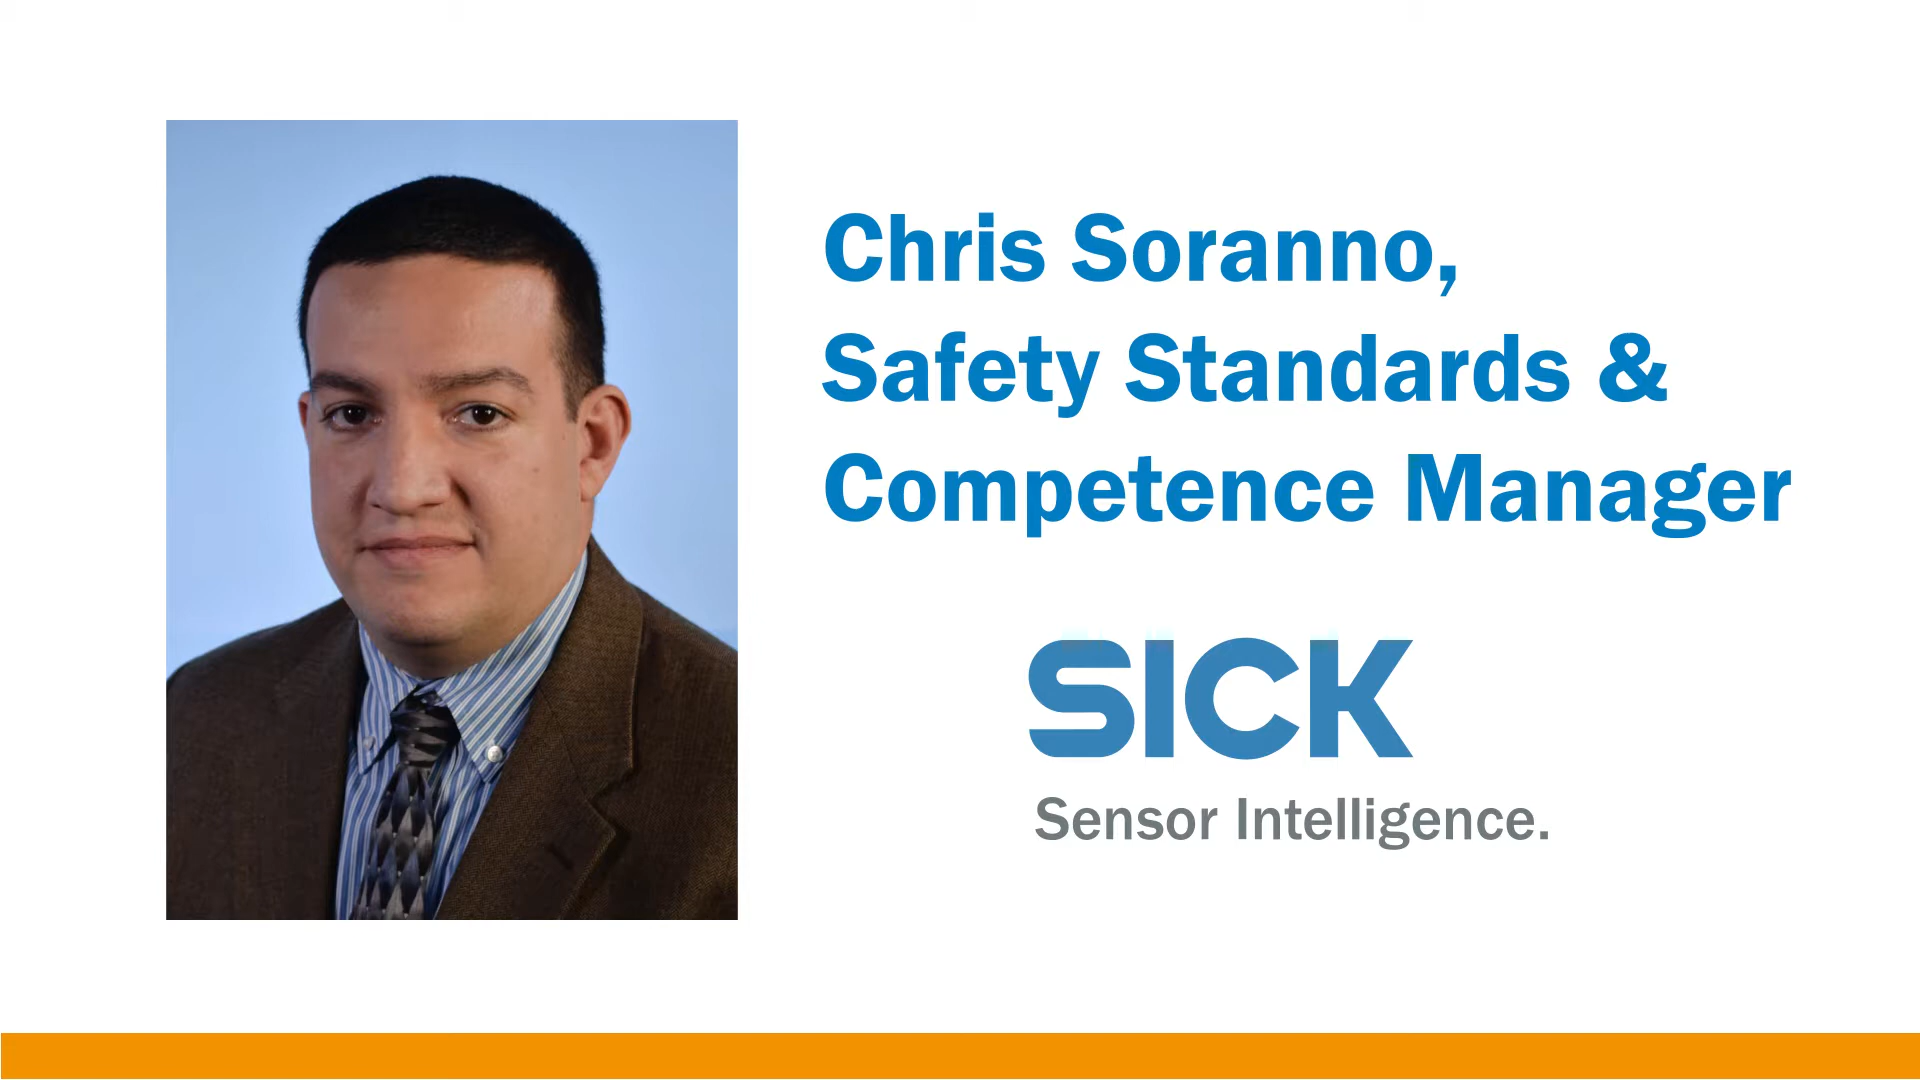 Chris Soranno,
Safety Standards &
Competence Manager
SICK
Sensor Intelligence.